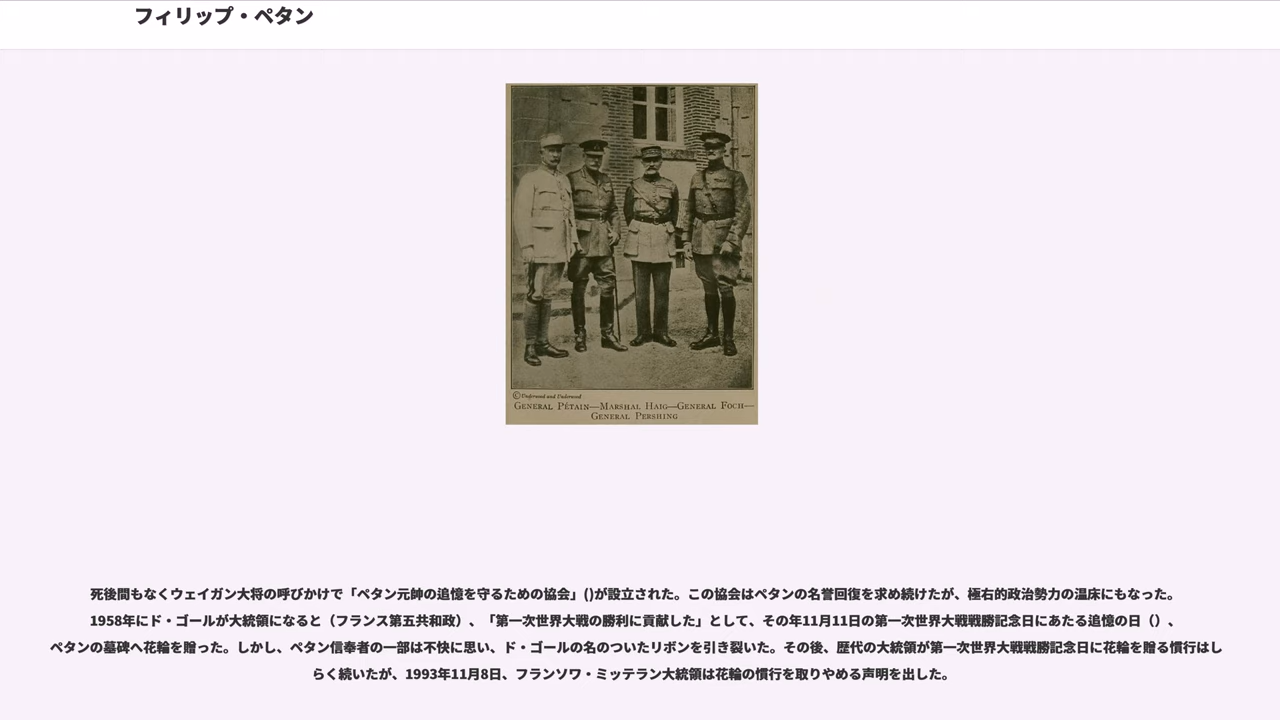 フィリップ・ペタン
©Underwood and Underwood
GENERAL PÉTAIN—MARSHAL HAIG—GENERAL FOCH—
GENERAL PERSHING
死後間もなくウェイガン大将の呼びかけで「ペタン元帥の追憶を守るための協会」()が設立された。この協会はペタンの名誉回復を求め続けたが、極右的政治勢力の温床にもなった。
1958年にド・ゴールが大統領になると（フランス第五共和政）、「第一次世界大戦の勝利に貢献した」として、その年11月11日の第一次世界大戦戦勝記念日にあたる追憶の日（）、
ペタンの墓碑へ花輪を贈った。しかし、ペタン信奉者の一部は不快に思い、ド・ゴールの名のついたリボンを引き裂いた。その後、歴代の大統領が第一次世界大戦戦勝記念日に花輪を贈る慣行はし
らく続いたが、1993年11月8日、フランソワ・ミッテラン大統領は花輪の慣行を取りやめる声明を出した。